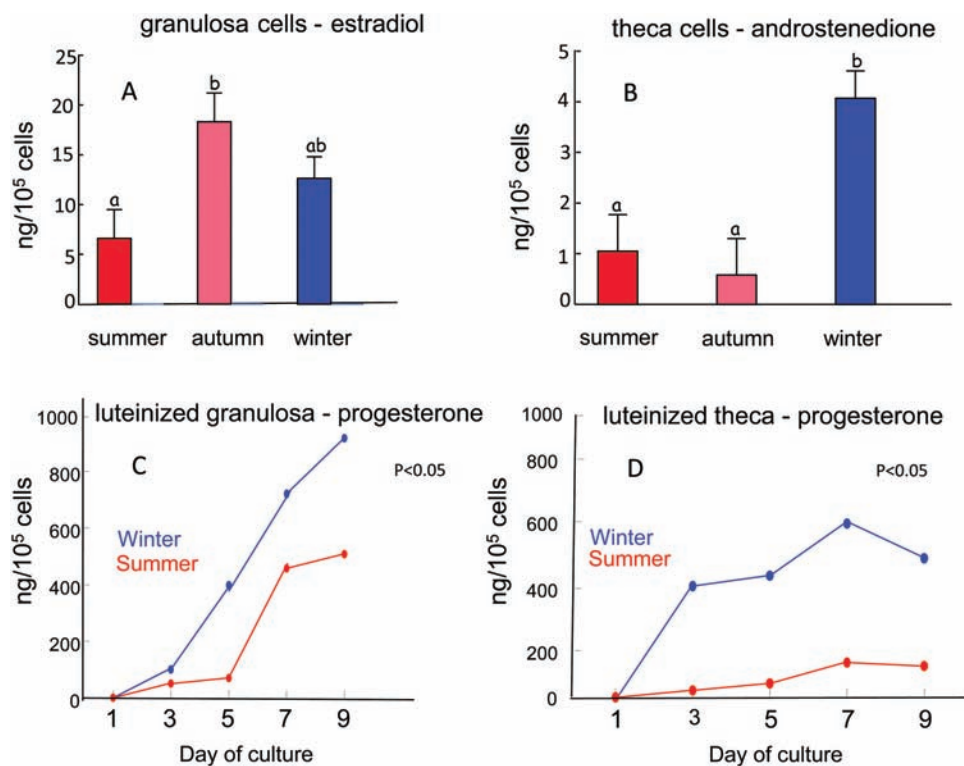 granulosa cells - estradiol
A
ng/10⁵ cells
25
20
15
10
5
0
a
b
ab
summer autumn winter
theca cells - androstenedione
B
ng/10⁵ cells
5
4
3
2
1
0
a
a
b
summer autumn winter
luteinized granulosa - progesterone
C
P<0.05
Winter
Summer
ng/10⁵ cells
1000
800
600
400
200
0
1 3 5 7 9
Day of culture
luteinized theca - progesterone
D
P<0.05
Winter
Summer
ng/10⁵ cells
1000
800
600
400
200
0
1 3 5 7 9
Day of culture